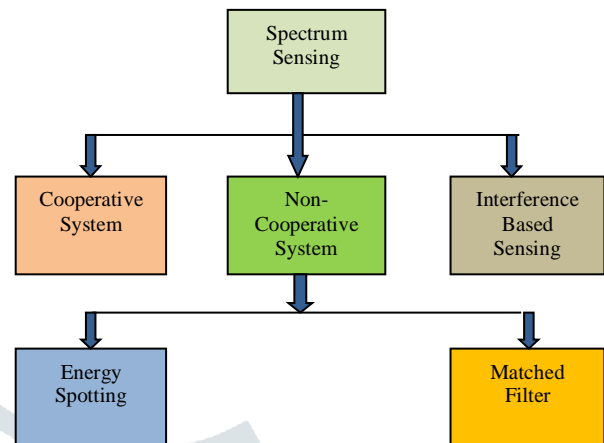 Spectrum
Sensing
Cooperative
System
Non-
Cooperative
System
Interference
Based
Sensing
Energy
Spotting
Matched
Filter